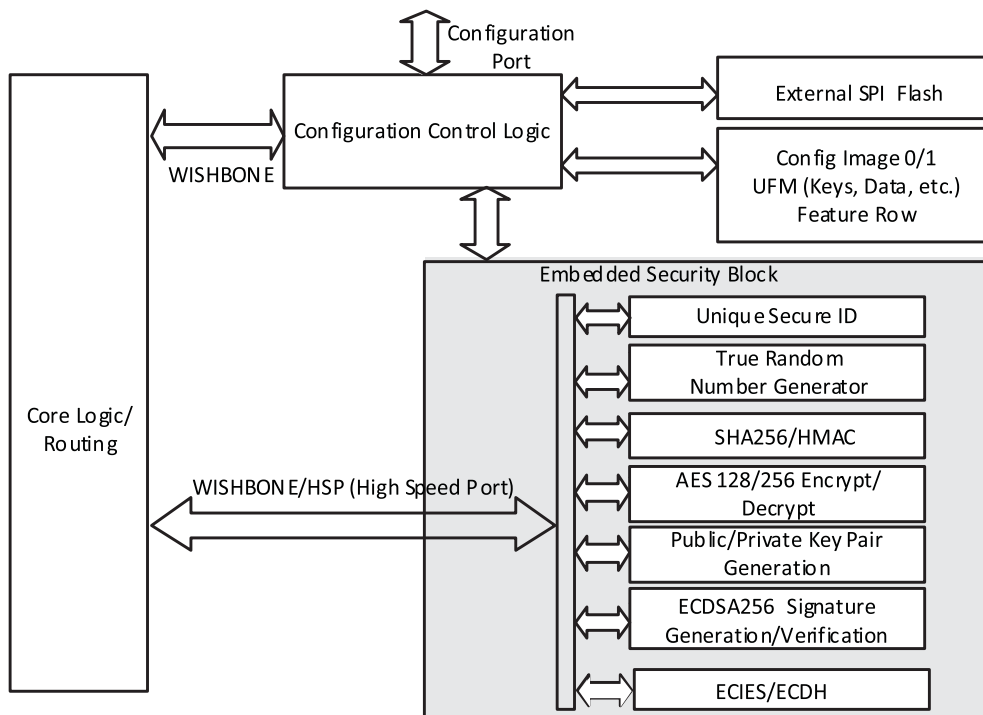 Configuration
Port
External SPI Flash
Configuration Control Logic
WISHBONE
Config Image 0/1
UFM (Keys, Data, etc.)
Feature Row
Embedded Security Block
Unique Secure ID
True Random
Number Generator
Core Logic/
Routing
SHA256/HMAC
WISHBONE/HSP (High Speed Port)
AES 128/256 Encrypt/
Decrypt
Public/Private Key Pair
Generation
ECDSA256 Signature
Generation/Verification
ECIES/ECDH